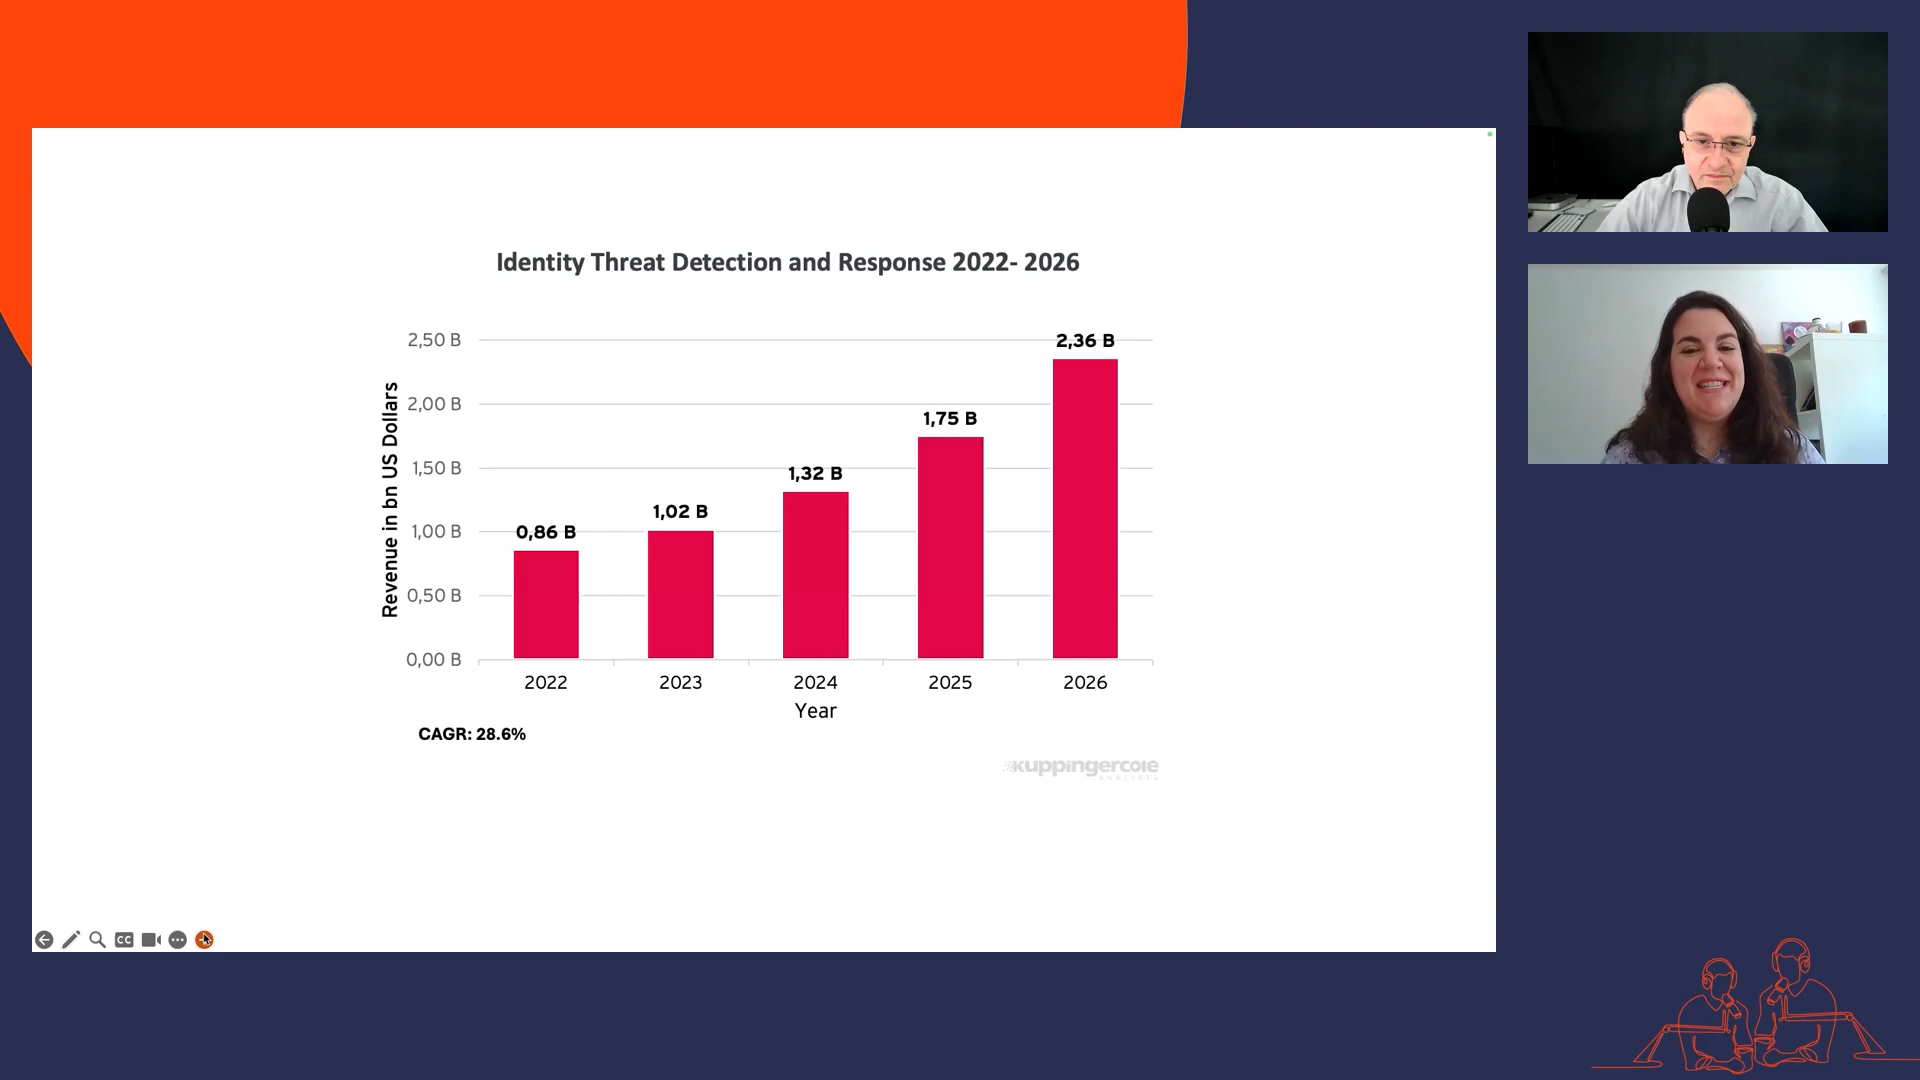 Identity Threat Detection and Response 2022- 2026
Revenue in bn US Dollars
2,50 B
2,00 B
1,50 B
1,00 B
0,50 B
0,00 B
0,86 B
1,02 B
1,32 B
1,75 B
2,36 B
2022
2023
2024
2025
2026
Year
CAGR: 28.6%
kuppingercole
ANALYSTS
CC